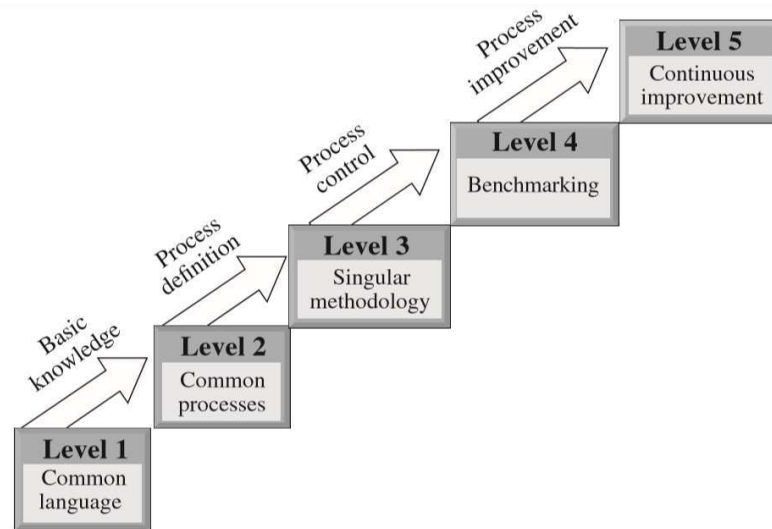 Process
improvement
Level 5
Continuous
improvement
Process
control
Level 4
Benchmarking
Process
definition
Level 3
Singular
methodology
Basic
knowledge
Level 2
Common
processes
Level 1
Common
language